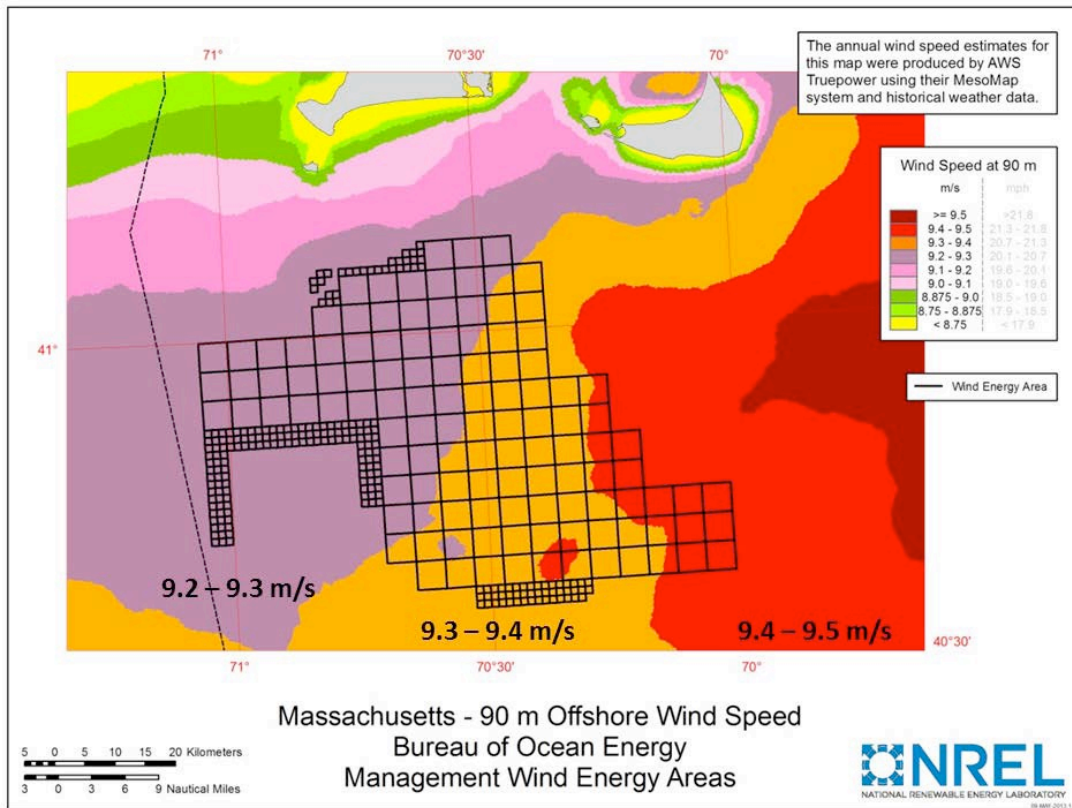 71°
70°30'
70°
The annual wind speed estimates for
this map were produced by AWS
Truepower using their MesoMap
system and historical weather data.
Wind Speed at 90 m
m/s mph
>= 9.5 >21.8
9.4 - 9.5 21.3 - 21.8
9.3 - 9.4 20.7 - 21.3
9.2 - 9.3 20.1 - 20.7
9.1 - 9.2 19.6 - 20.1
9.0 - 9.1 19.0 - 19.6
8.875 - 9.0 18.5 - 19.0
8.75 - 8.875 17.9 - 18.5
< 8.75 < 17.9
41°
Wind Energy Area
9.2 – 9.3 m/s
9.3 – 9.4 m/s
9.4 – 9.5 m/s
40°30'
71°
70°30'
70°
Massachusetts - 90 m Offshore Wind Speed
Bureau of Ocean Energy
Management Wind Energy Areas
5 0 5 10 15 20 Kilometers
3 0 3 6 9 Nautical Miles
NREL
NATIONAL RENEWABLE ENERGY LABORATORY